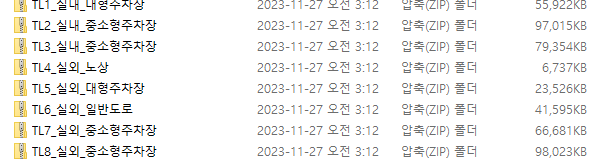 TL1_실내_대형주차장 2023-11-27 오전 3:12 압축(ZIP) 폴더 55,922KB
TL2_실내_중소형주차장 2023-11-27 오전 3:12 압축(ZIP) 폴더 97,015KB
TL3_실내_중소형주차장 2023-11-27 오전 3:12 압축(ZIP) 폴더 79,354KB
TL4_실외_노상 2023-11-27 오전 3:12 압축(ZIP) 폴더 6,737KB
TL5_실외_대형주차장 2023-11-27 오전 3:12 압축(ZIP) 폴더 23,526KB
TL6_실외_일반도로 2023-11-27 오전 3:12 압축(ZIP) 폴더 41,595KB
TL7_실외_중소형주차장 2023-11-27 오전 3:12 압축(ZIP) 폴더 66,681KB
TL8_실외_중소형주차장 2023-11-27 오전 3:12 압축(ZIP) 폴더 98,023KB